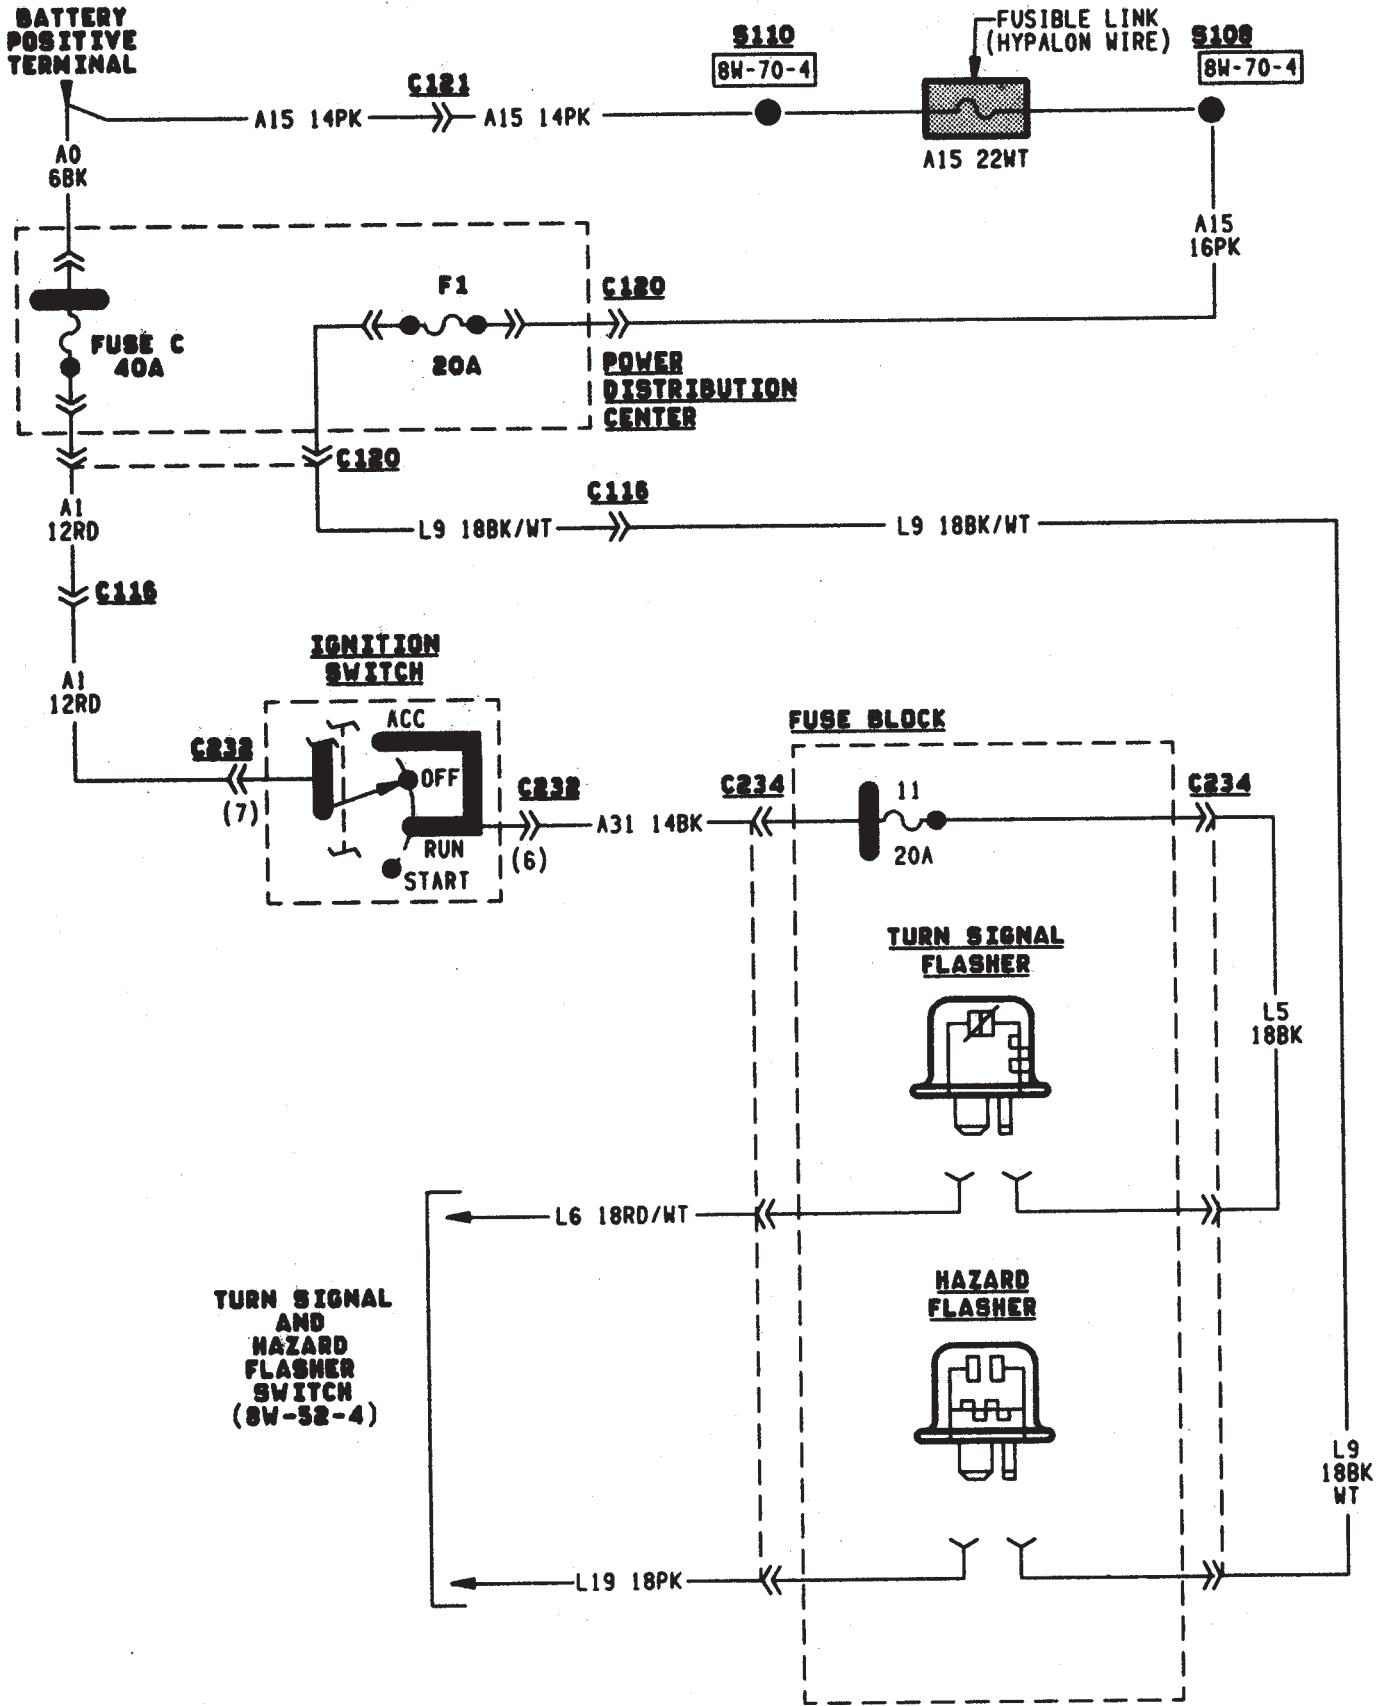 BATTERY
POSITIVE
TERMINAL
S110
8W-70-4
FUSIBLE LINK
(HYPALON WIRE)
S108
8W-70-4
C121
A15 14PK
A15 14PK
A15 22WT
A0
6BK
A15
16PK
F1
C120
FUSE C
40A
20A
POWER
DISTRIBUTION
CENTER
C120
A1
12RD
C116
L9 18BK/WT
L9 18BK/WT
C116
IGNITION
SWITCH
A1
12RD
ACC
FUSE BLOCK
C232
OFF
C232
C234
11
C234
(7)
A31 14BK
RUN
(6)
20A
START
TURN SIGNAL
FLASHER
L5
18BK
L6 18RD/WT
HAZARD
FLASHER
TURN SIGNAL
AND
HAZARD
FLASHER
SWITCH
(8W-52-4)
L9
18BK
WT
L19 18PK